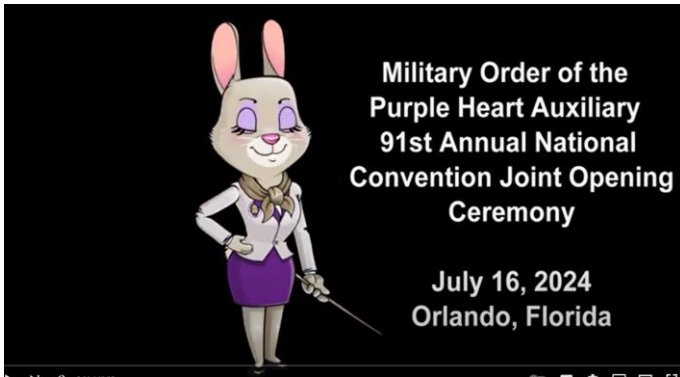 Military Order of the
Purple Heart Auxiliary
91st Annual National
Convention Joint Opening
Ceremony
July 16, 2024
Orlando, Florida